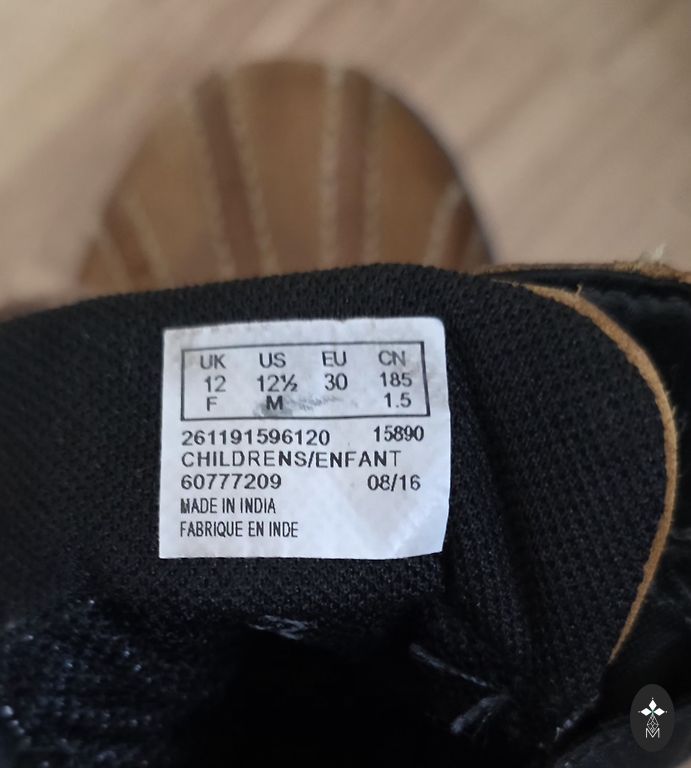 UK US EU CN
12 12½ 30 185
F M 1.5
261191596120 15890
CHILDRENS/ENFANT
60777209 08/16
MADE IN INDIA
FABRIQUE EN INDE
M